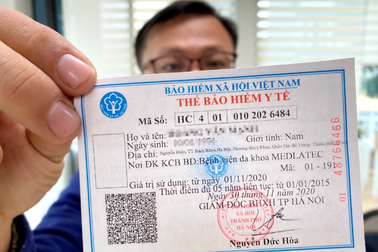 BẢO HIỂM XÃ HỘI VIỆT NAM
THẺ BẢO HIỂM Y TẾ
Mã Số: HC 4 01 010 202 6484
Họ và tên:
Ngày sinh: Giới tính: Nam
Địa chỉ:
Nơi ĐK KCB BĐ: Bệnh viện đa khoa MEDLATEC
Mã: 01 - 19
Giá trị sử dụng: từ ngày 01/11/2020
Thời điểm đủ 05 năm liên tục: từ ngày 01/01/2015
Ngày 30 tháng 11 năm 2020
GIÁM ĐỐC BHXH TP HÀ NỘI
Nguyễn Đức Hòa